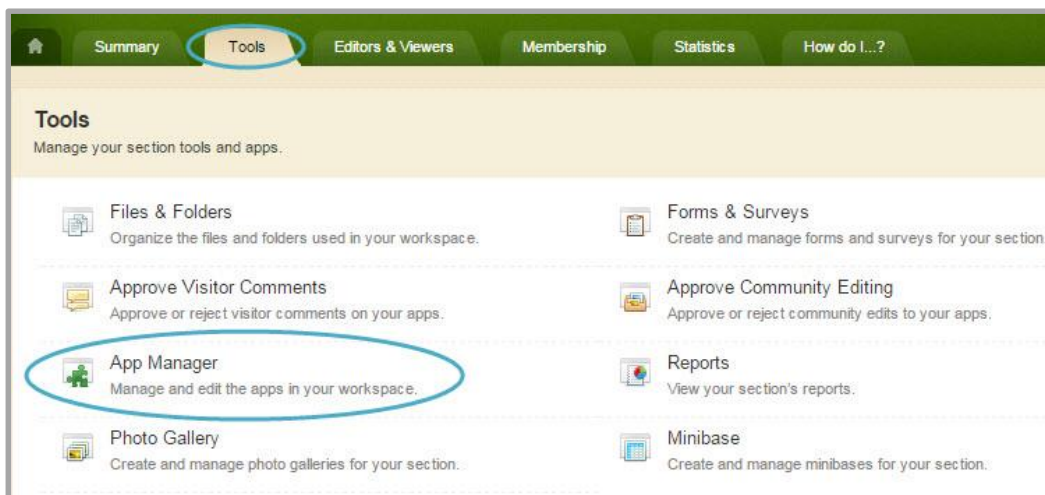 Summary
Tools
Editors & Viewers
Membership
Statistics
How do I...?
Tools
Manage your section tools and apps.
Files & Folders
Organize the files and folders used in your workspace.
Forms & Surveys
Create and manage forms and surveys for your section
Approve Visitor Comments
Approve or reject visitor comments on your apps.
Approve Community Editing
Approve or reject community edits to your apps.
App Manager
Manage and edit the apps in your workspace.
Reports
View your section's reports.
Photo Gallery
Create and manage photo galleries for your section.
Minibase
Create and manage minibases for your section.